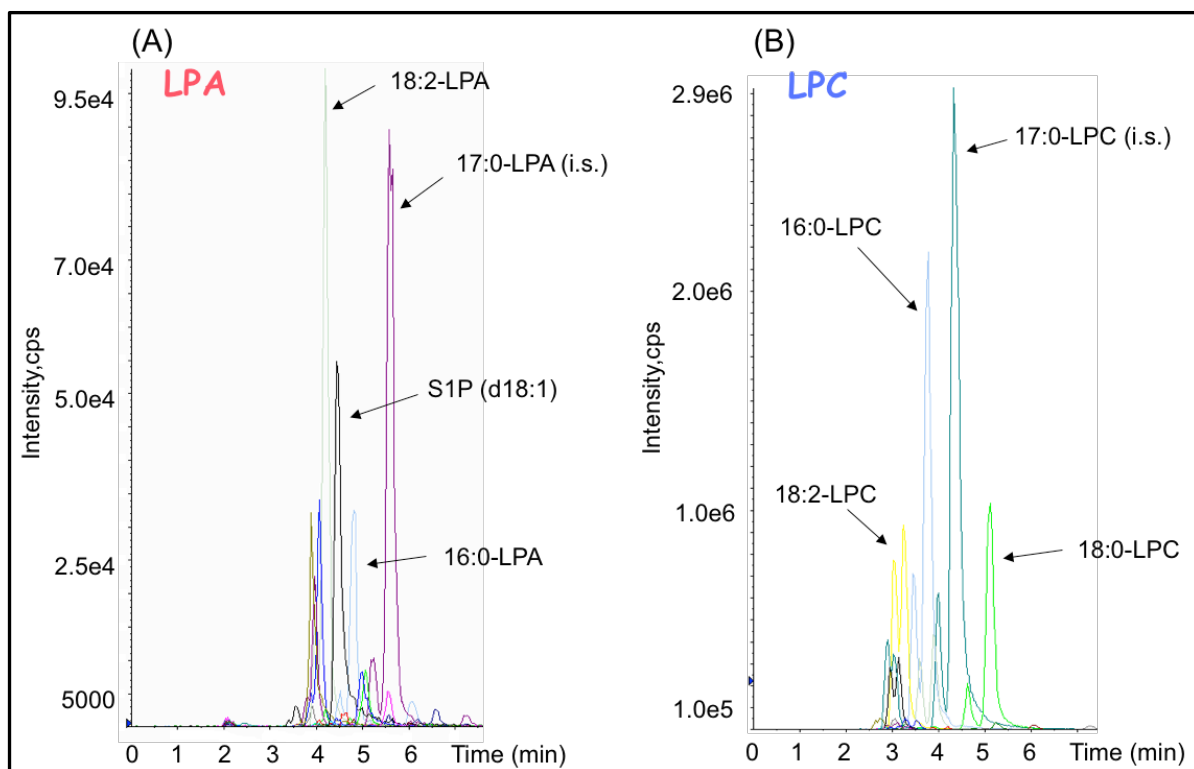 (A)
LPA
9.5e4
7.0e4
5.0e4
2.5e4
5000
Intensity,cps
18:2-LPA
17:0-LPA (i.s.)
S1P (d18:1)
16:0-LPA
0 1 2 3 4 5 6 Time (min)
(B)
LPC
2.9e6
2.0e6
1.0e6
1.0e5
Intensity,cps
17:0-LPC (i.s.)
16:0-LPC
18:2-LPC
18:0-LPC
0 1 2 3 4 5 6 Time (min)